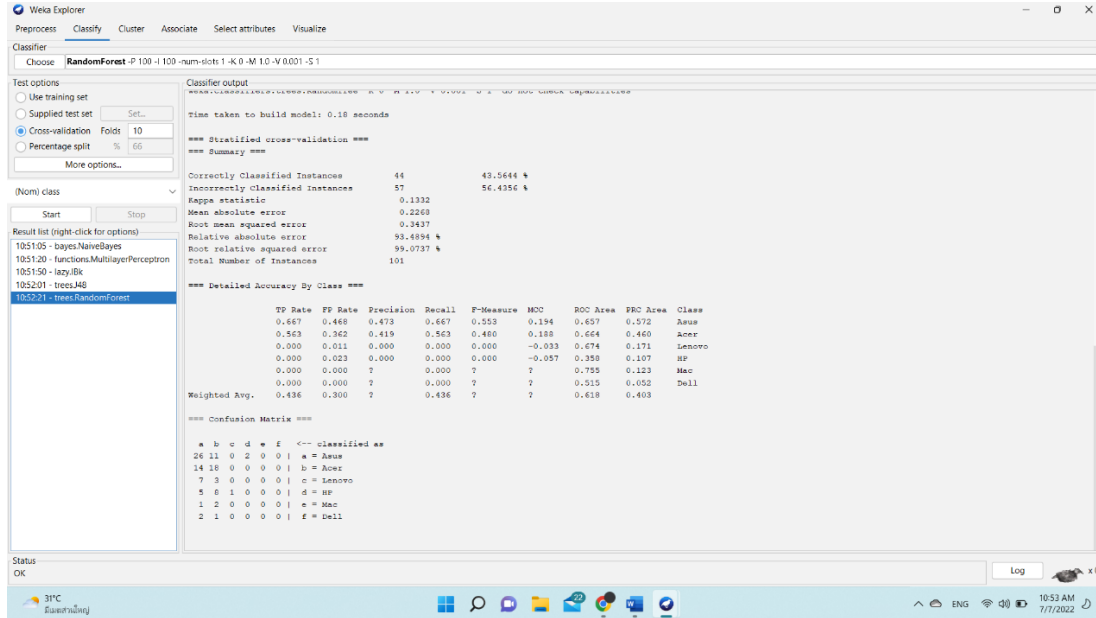 Weka Explorer
Preprocess Classify Cluster Associate Select attributes Visualize
Classifier
Choose RandomForest -P 100 -I 100 -num-slots 1 -K 0 -M 1.0 -V 0.001 -S 1
Test options
Use training set
Supplied test set Set...
Cross-validation Folds 10
Percentage split % 66
More options...
(Nom) class
Start Stop
Result list (right-click for options)
10:51:05 - bayes.NaiveBayes
10:51:20 - functions.MultilayerPerceptron
10:51:50 - lazy.IBk
10:52:01 - trees.J48
10:52:21 - trees.RandomForest
Classifier output
Time taken to build model: 0.18 seconds
=== Stratified cross-validation ===
=== Summary ===
Correctly Classified Instances 44 43.5644 %
Incorrectly Classified Instances 57 56.4356 %
Kappa statistic 0.1332
Mean absolute error 0.2268
Root mean squared error 0.3437
Relative absolute error 93.4894 %
Root relative squared error 99.0737 %
Total Number of Instances 101
=== Detailed Accuracy By Class ===
TP Rate FP Rate Precision Recall F-Measure MCC ROC Area PRC Area Class
0.667 0.468 0.473 0.667 0.553 0.194 0.657 0.572 Asus
0.563 0.362 0.419 0.563 0.480 0.188 0.664 0.460 Acer
0.000 0.011 0.000 0.000 0.000 -0.033 0.674 0.171 Lenovo
0.000 0.023 0.000 0.000 0.000 -0.057 0.358 0.107 HP
0.000 0.000 ? 0.000 ? ? 0.755 0.123 Mac
0.000 0.000 ? 0.000 ? ? 0.515 0.052 Dell
Weighted Avg. 0.436 0.300 ? 0.436 ? ? 0.618 0.403
=== Confusion Matrix ===
a b c d e f <-- classified as
26 11 0 2 0 0 | a = Asus
14 18 0 0 0 0 | b = Acer
7 3 0 0 0 0 | c = Lenovo
5 8 1 0 0 0 | d = HP
1 2 0 0 0 0 | e = Mac
2 1 0 0 0 0 | f = Dell
Status
OK
Log
31°C
มีเมฆส่วนใหญ่
22
ENG
10:53 AM
7/7/2022